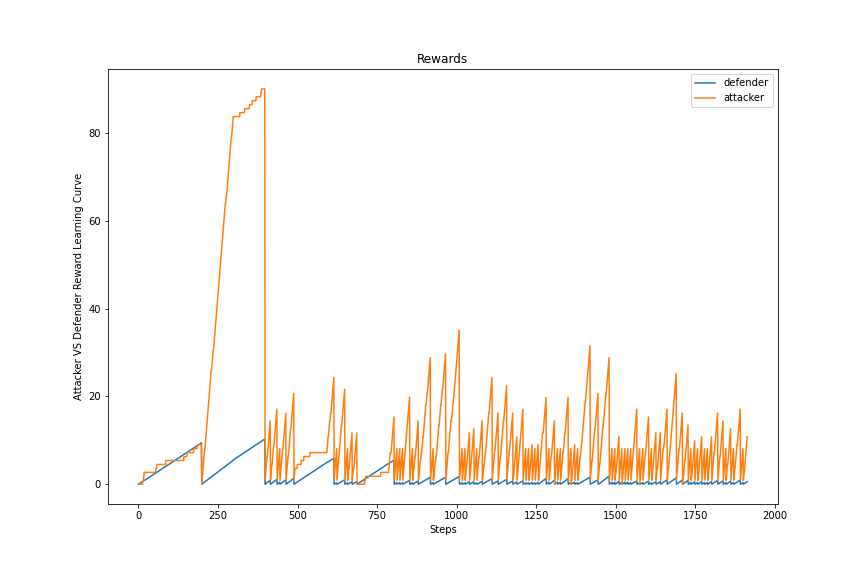 Rewards
defender
attacker
Attacker VS Defender Reward Learning Curve
80
60
40
20
0
0 250 500 750 1000 1250 1500 1750 2000
Steps